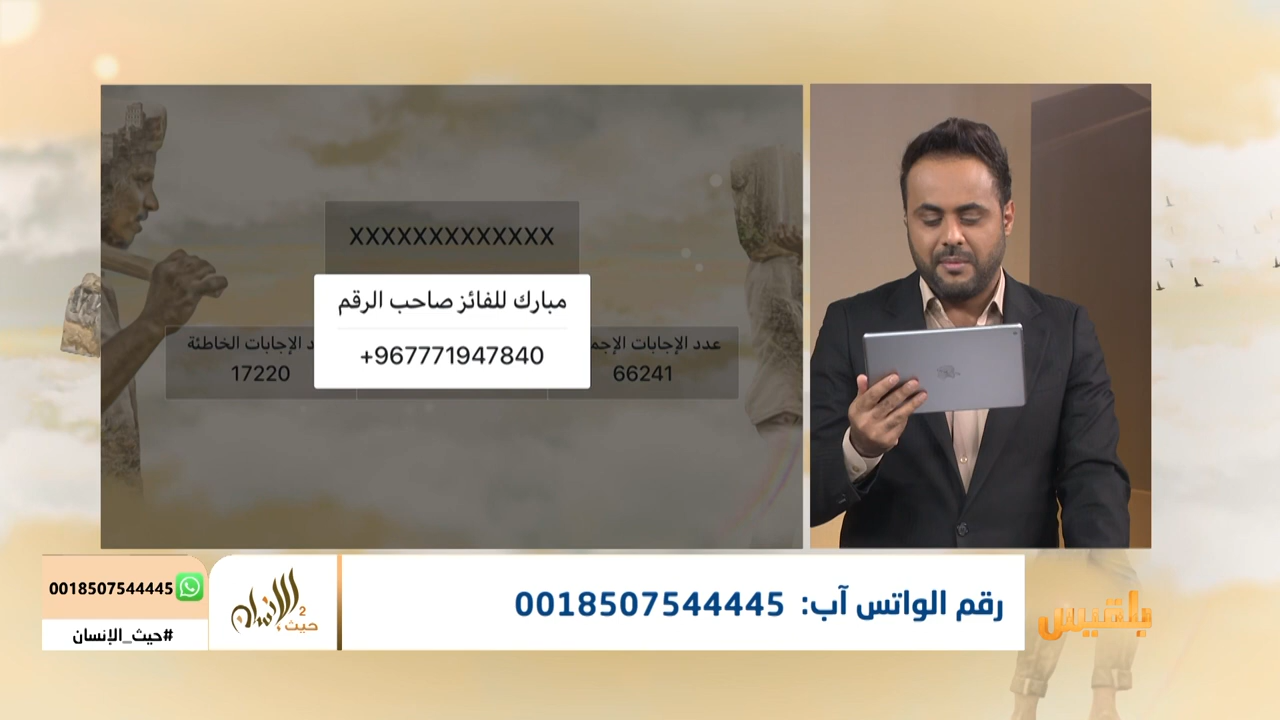 XXXXXXXXXXXXX
مبارك للفائز صاحب الرقم
+967771947840
عدد الإجابات الإجم
66241
د الإجابات الخاطئة
17220
رقم الواتس آب: 0018507544445
حيث الإنسان 2
0018507544445
#حيث_الإنسان
بلقيس